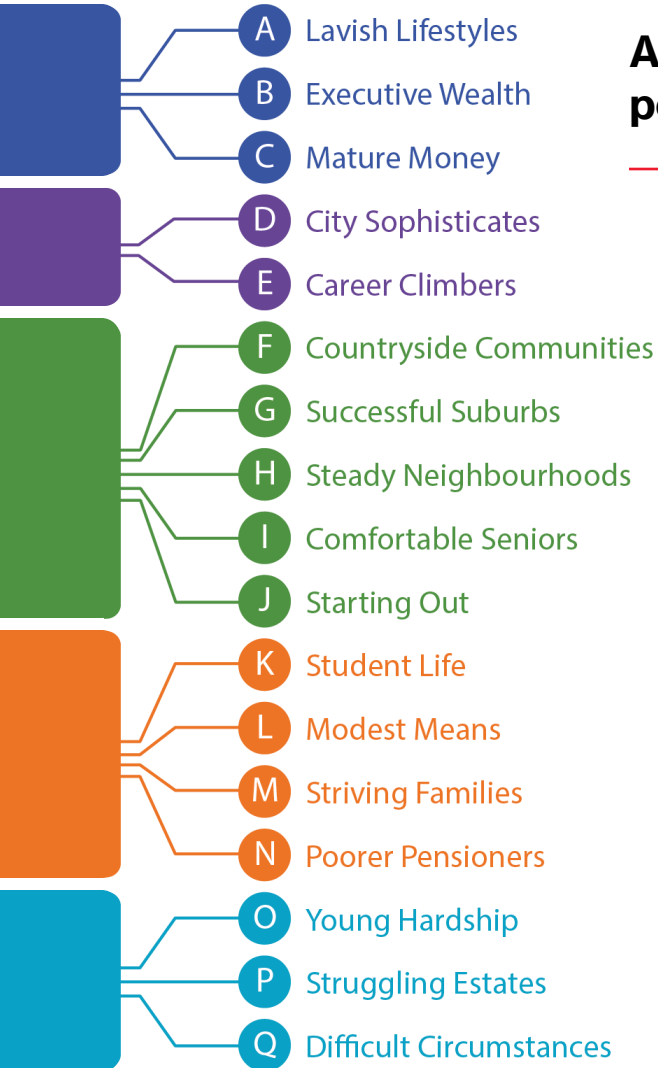 A Lavish Lifestyles
B Executive Wealth
C Mature Money
D City Sophisticates
E Career Climbers
F Countryside Communities
G Successful Suburbs
H Steady Neighbourhoods
I Comfortable Seniors
J Starting Out
K Student Life
L Modest Means
M Striving Families
N Poorer Pensioners
O Young Hardship
P Struggling Estates
Q Difficult Circumstances